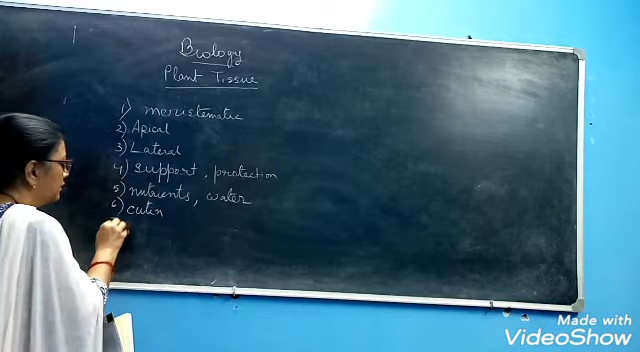 Biology
Plant Tissue
1) meristematic
2) Apical
3) Lateral
4) support, protection
5) nutrients, water
6) cutin
Made with
VideoShow